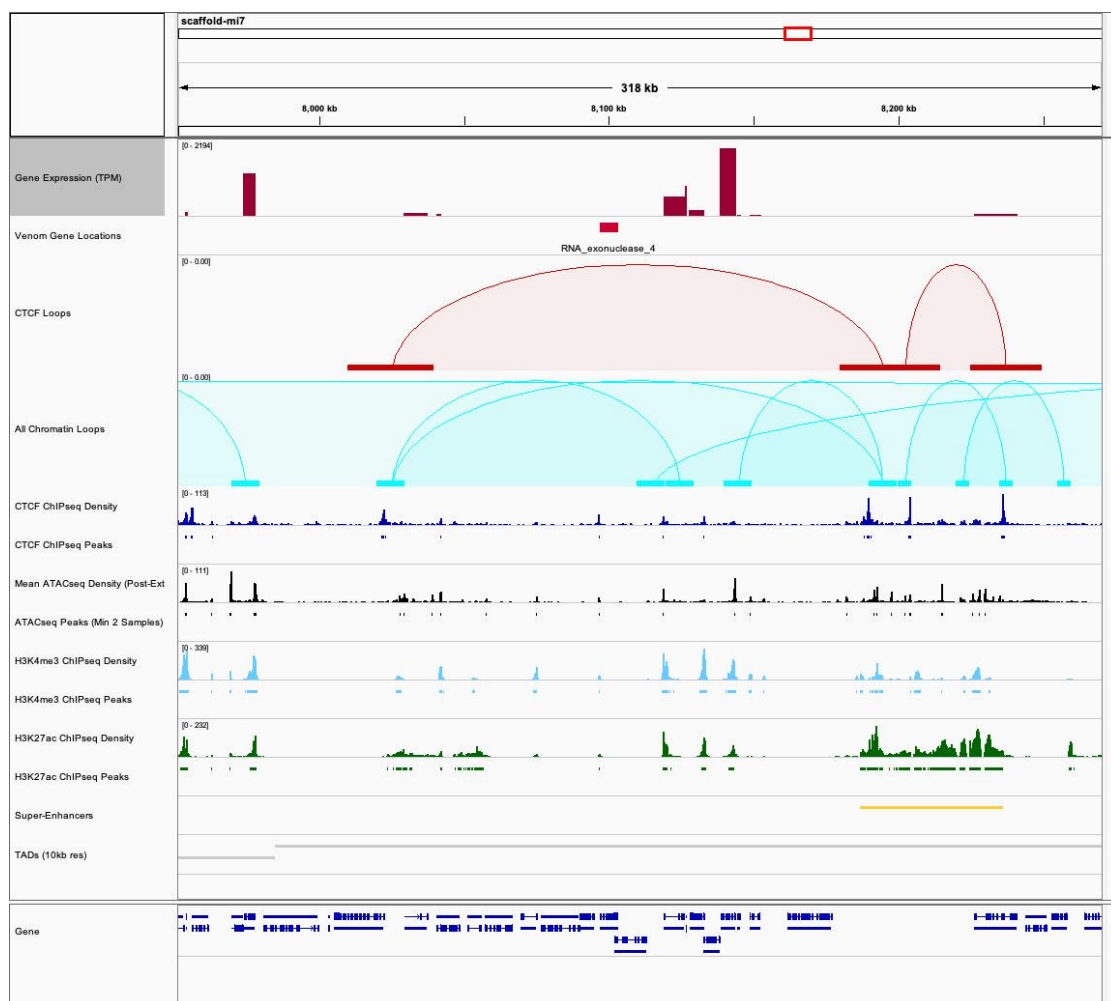 scaffold-mi7
318 kb
8,000 kb 8,100 kb 8,200 kb
Gene Expression (TPM)
[0 - 2194]
Venom Gene Locations
RNA_exonuclease_4
[0 - 0.00]
CTCF Loops
[0 - 0.00]
All Chromatin Loops
[0 - 113]
CTCF ChIPseq Density
CTCF ChIPseq Peaks
[0 - 111]
Mean ATACseq Density (Post-Ext
ATACseq Peaks (Min 2 Samples)
[0 - 339]
H3K4me3 ChIPseq Density
H3K4me3 ChIPseq Peaks
[0 - 232]
H3K27ac ChIPseq Density
H3K27ac ChIPseq Peaks
Super-Enhancers
TADs (10kb res)
Gene